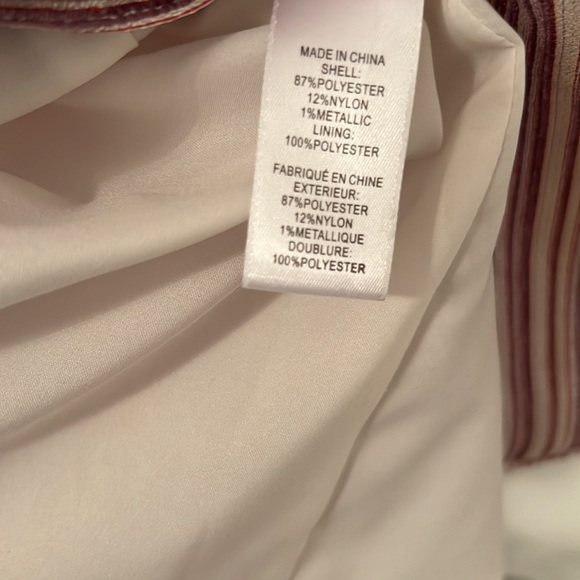 MADE IN CHINA
SHELL:
87%POLYESTER
12%NYLON
1%METALLIC
LINING:
100%POLYESTER
FABRIQUÉ EN CHINE
EXTERIEUR:
87%POLYESTER
12%NYLON
1%METALLIQUE
DOUBLURE:
100%POLYESTER